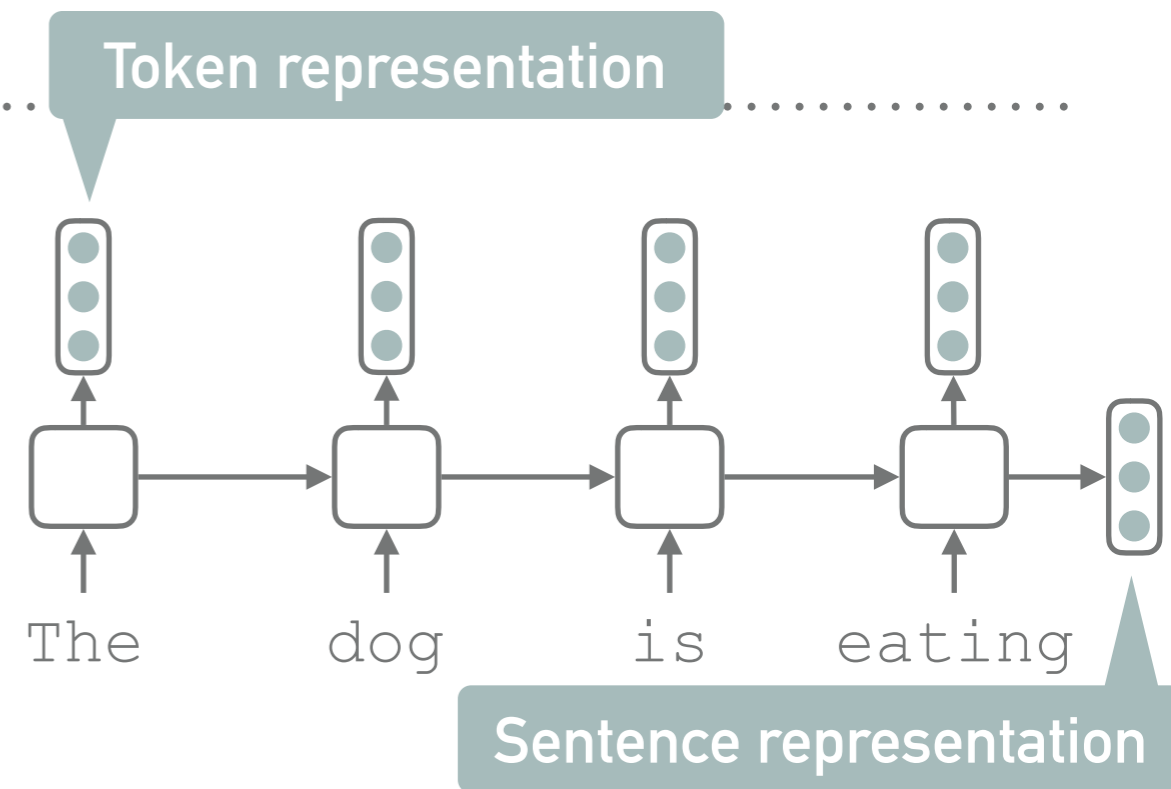 Token representation
The dog is eating
Sentence representation